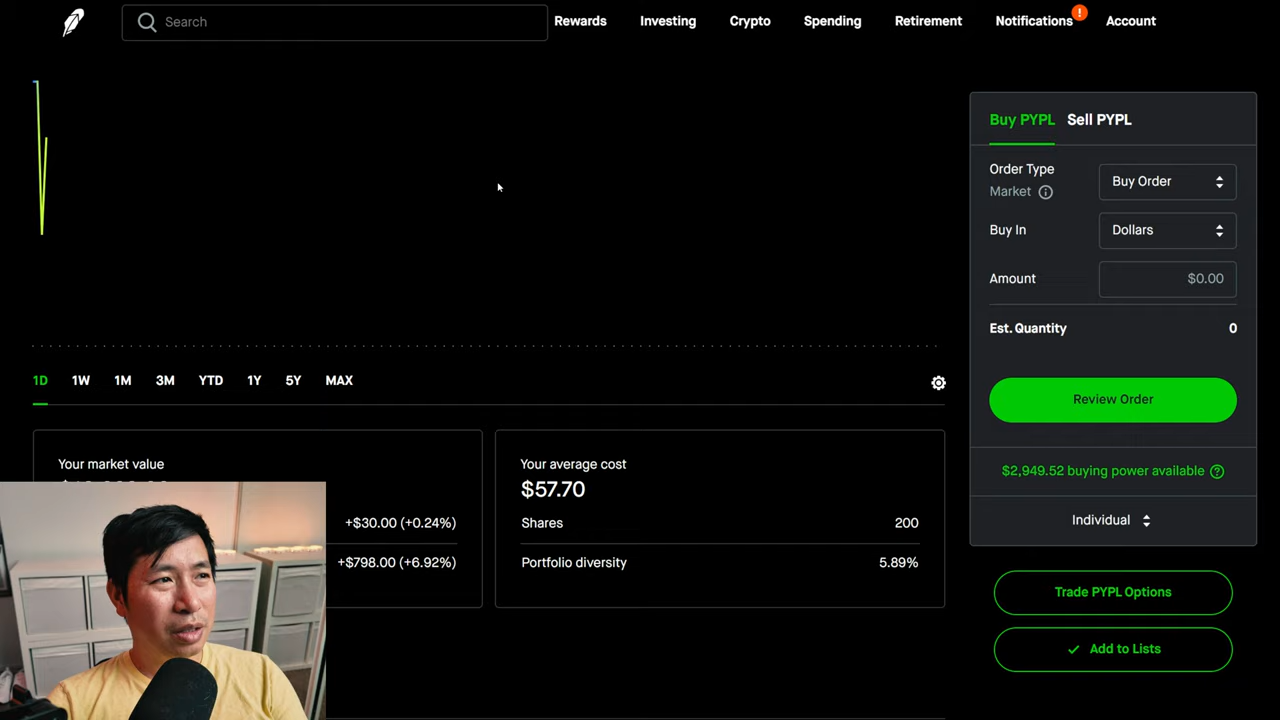 Search
Rewards
Investing
Crypto
Spending
Retirement
Notifications
!
Account
Buy PYPL
Sell PYPL
Order Type
Market
Buy Order
Buy In
Dollars
Amount
$0.00
Est. Quantity
0
Review Order
$2,949.52 buying power available
Individual
Trade PYPL Options
Add to Lists
1D
1W
1M
3M
YTD
1Y
5Y
MAX
Your market value
+$30.00 (+0.24%)
+$798.00 (+6.92%)
Your average cost
$57.70
Shares
200
Portfolio diversity
5.89%